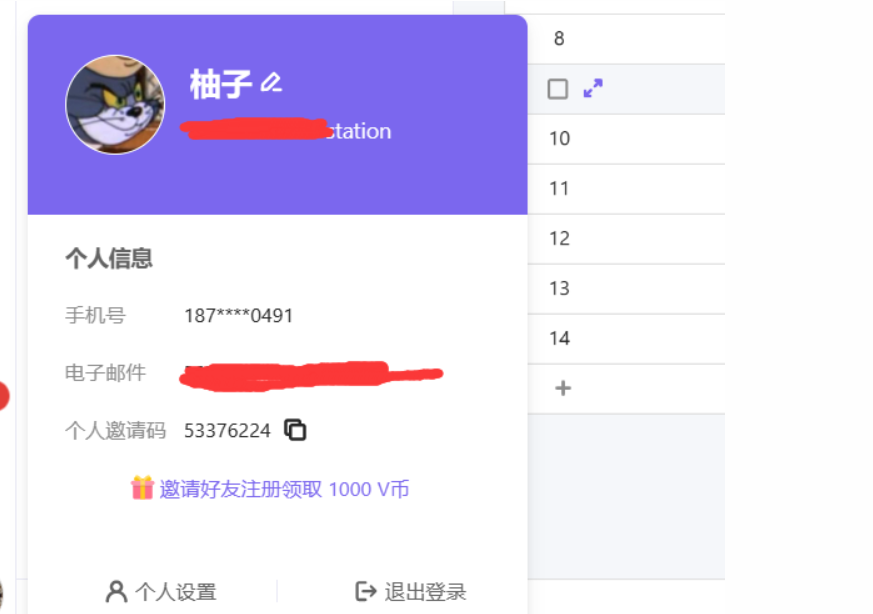 柚子
station
个人信息
手机号 187****0491
电子邮件
个人邀请码 53376224
邀请好友注册领取 1000 V币
个人设置 退出登录
8
10
11
12
13
14